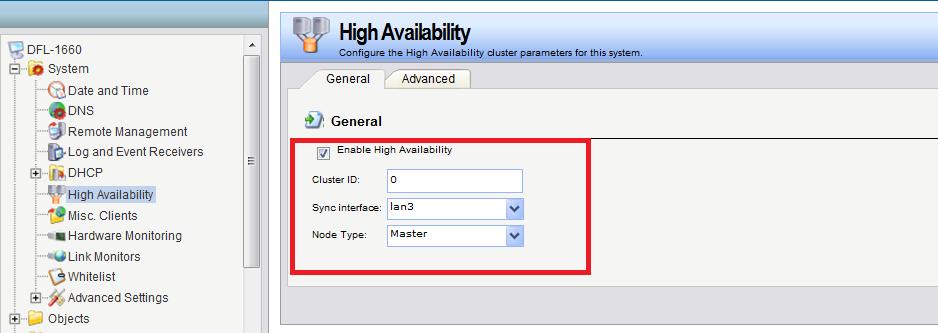 DFL-1660
System
Date and Time
DNS
Remote Management
Log and Event Receivers
DHCP
High Availability
Misc. Clients
Hardware Monitoring
Link Monitors
Whitelist
Advanced Settings
Objects
High Availability
Configure the High Availability cluster parameters for this system.
General Advanced
General
Enable High Availability
Cluster ID: 0
Sync interface: lan3
Node Type: Master